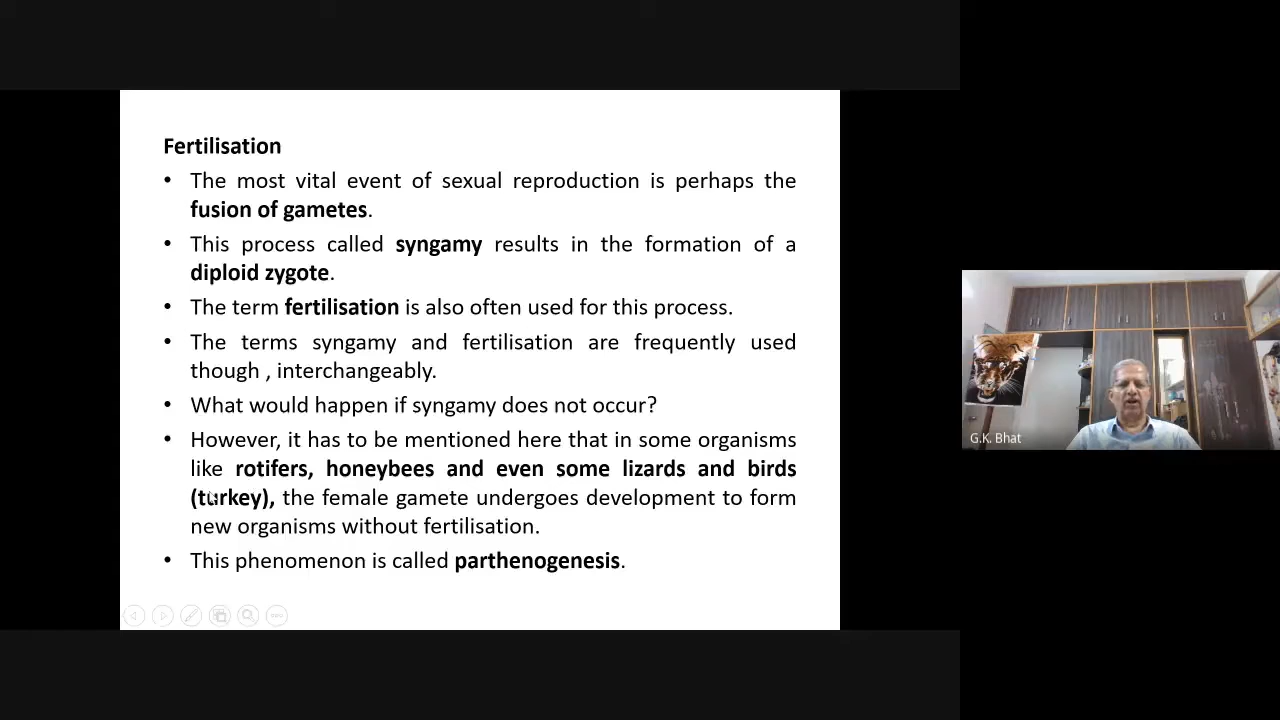 Fertilisation
• The most vital event of sexual reproduction is perhaps the
fusion of gametes.
• This process called syngamy results in the formation of a
diploid zygote.
• The term fertilisation is also often used for this process.
• The terms syngamy and fertilisation are frequently used
though , interchangeably.
• What would happen if syngamy does not occur?
• However, it has to be mentioned here that in some organisms
like rotifers, honeybees and even some lizards and birds
(turkey), the female gamete undergoes development to form
new organisms without fertilisation.
• This phenomenon is called parthenogenesis.
G.K. Bhat